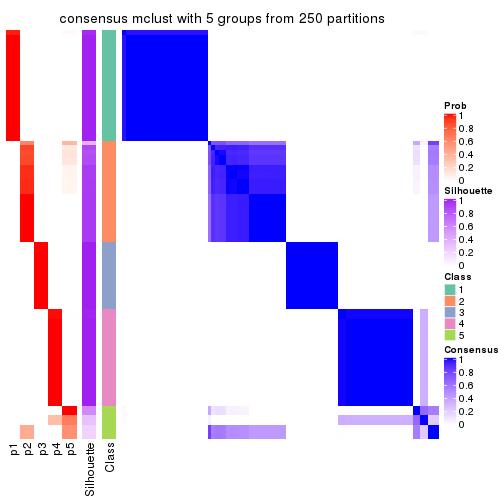 consensus mclust with 5 groups from 250 partitions
Prob
1
0.8
0.6
0.4
0.2
0
Silhouette
1
0.8
0.6
0.4
0.2
0
Class
1
2
3
4
5
Consensus
1
0.8
0.6
0.4
0.2
0
p1
p2
p3
p4
p5
Silhouette
Class